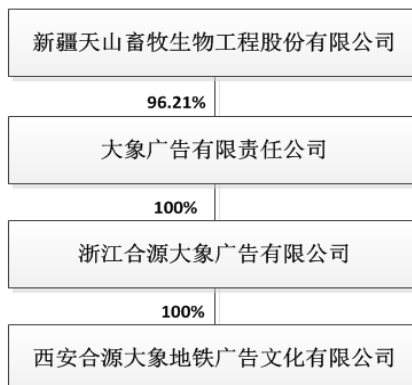 新疆天山畜牧生物工程股份有限公司
96.21%
大象广告有限责任公司
100%
浙江合源大象广告有限公司
100%
西安合源大象地铁广告文化有限公司